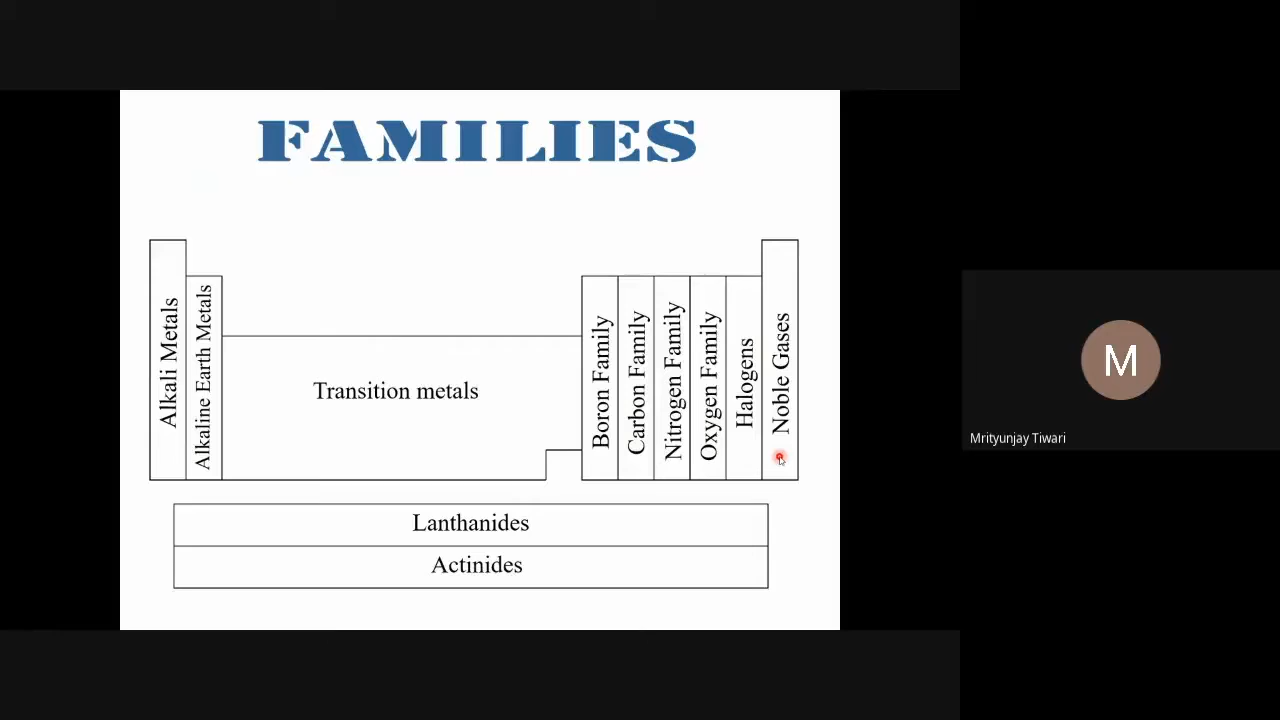 FAMILIES
Alkali Metals
Alkaline Earth Metals
Transition metals
Boron Family
Carbon Family
Nitrogen Family
Oxygen Family
Halogens
Noble Gases
Lanthanides
Actinides
M
Mrityunjay Tiwari